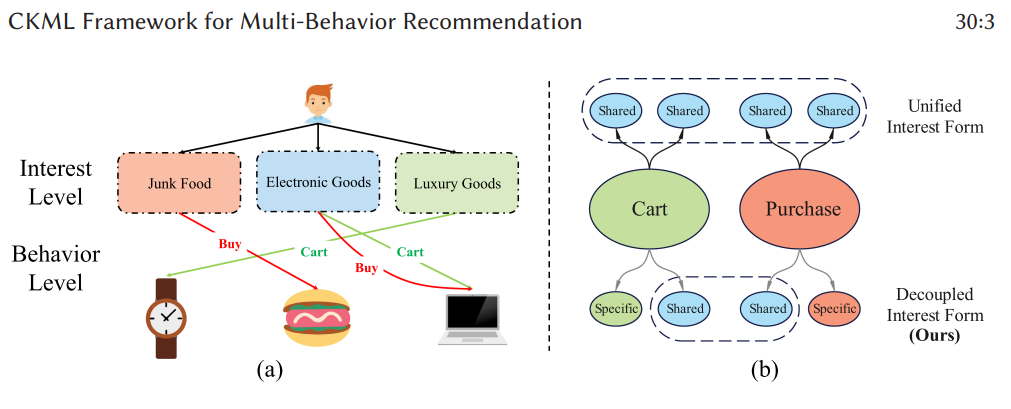 CKML Framework for Multi-Behavior Recommendation 30:3
Interest
Level
Junk Food
Electronic Goods
Luxury Goods
Behavior
Level
Buy
Cart
Buy
Cart
(a)
Shared
Shared
Shared
Shared
Unified
Interest Form
Cart
Purchase
Specific
Shared
Shared
Specific
Decoupled
Interest Form
(Ours)
(b)